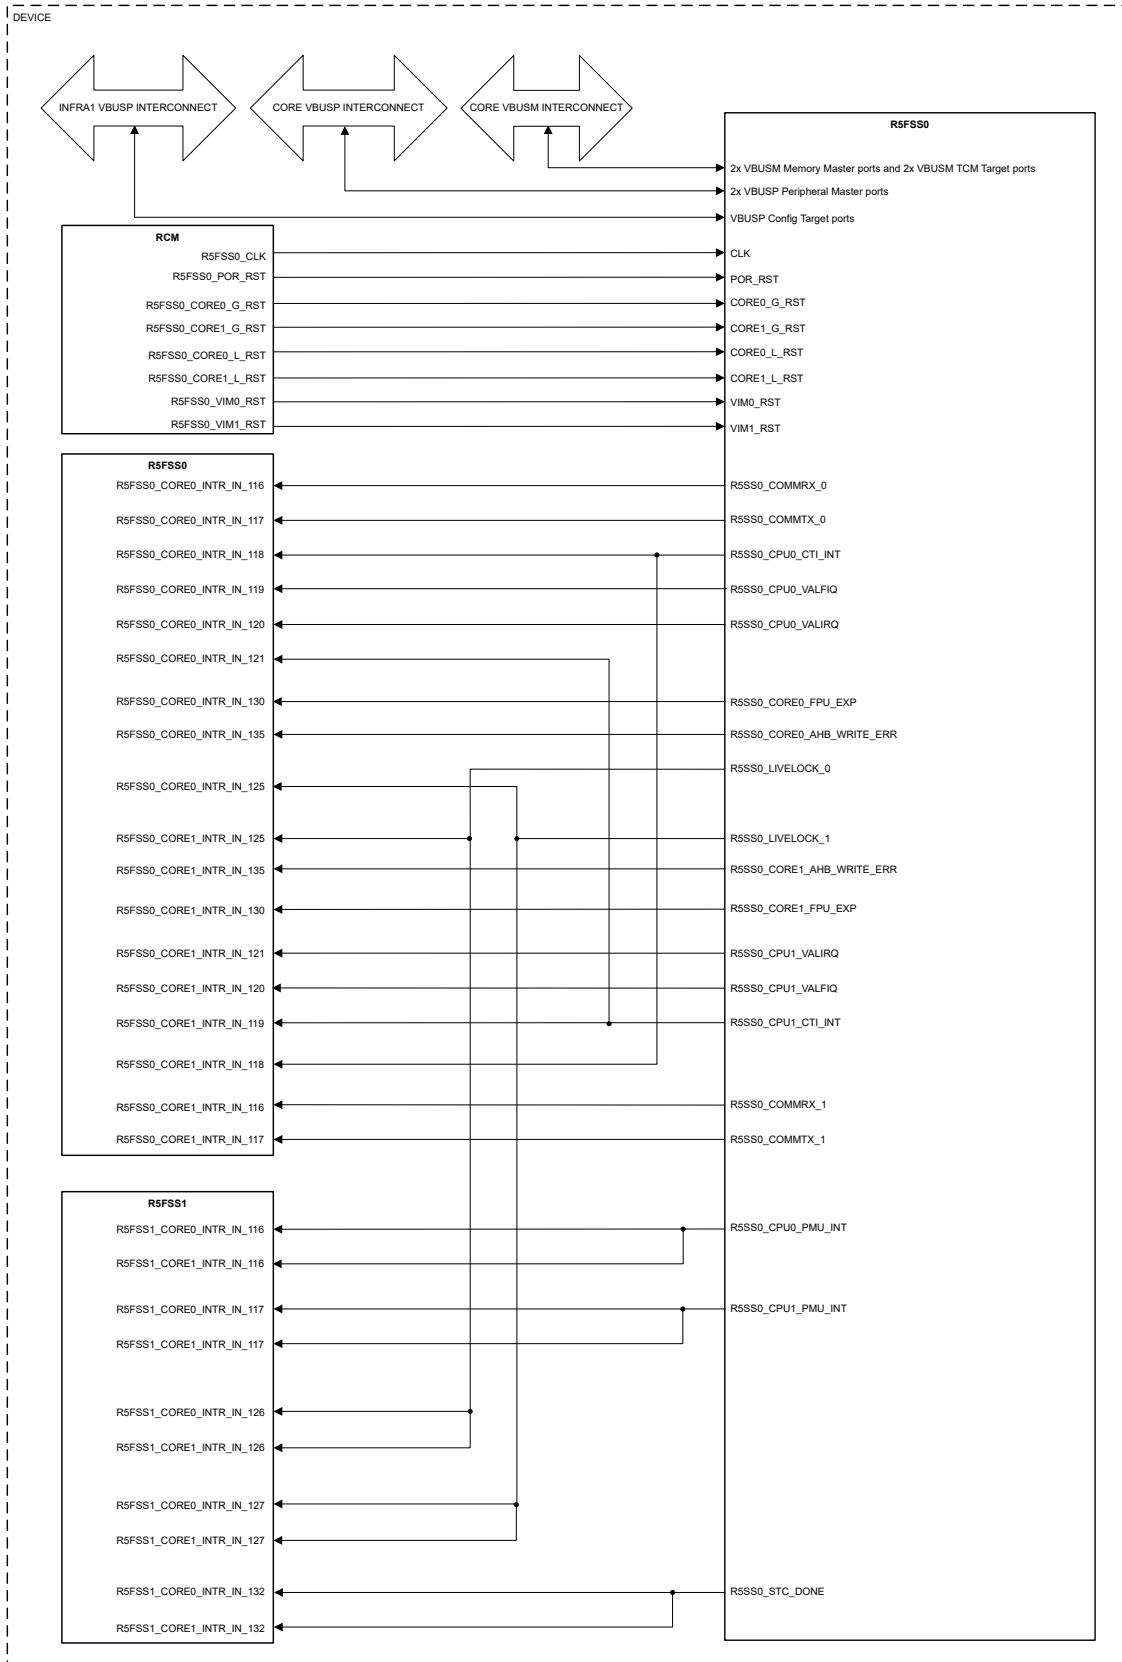 DEVICE
INFRA1 VBUSP INTERCONNECT
CORE VBUSP INTERCONNECT
CORE VBUSM INTERCONNECT
R5FSS0
2x VBUSM Memory Master ports and 2x VBUSM TCM Target ports
2x VBUSP Peripheral Master ports
VBUSP Config Target ports
CLK
POR_RST
CORE0_G_RST
CORE1_G_RST
CORE0_L_RST
CORE1_L_RST
VIM0_RST
VIM1_RST
RCM
R5FSS0_CLK
R5FSS0_POR_RST
R5FSS0_CORE0_G_RST
R5FSS0_CORE1_G_RST
R5FSS0_CORE0_L_RST
R5FSS0_CORE1_L_RST
R5FSS0_VIM0_RST
R5FSS0_VIM1_RST
R5FSS0
R5FSS0_CORE0_INTR_IN_116
R5FSS0_CORE0_INTR_IN_117
R5FSS0_CORE0_INTR_IN_118
R5FSS0_CORE0_INTR_IN_119
R5FSS0_CORE0_INTR_IN_120
R5FSS0_CORE0_INTR_IN_121
R5FSS0_CORE0_INTR_IN_130
R5FSS0_CORE0_INTR_IN_135
R5FSS0_CORE0_INTR_IN_125
R5FSS0_CORE1_INTR_IN_125
R5FSS0_CORE1_INTR_IN_135
R5FSS0_CORE1_INTR_IN_130
R5FSS0_CORE1_INTR_IN_121
R5FSS0_CORE1_INTR_IN_120
R5FSS0_CORE1_INTR_IN_119
R5FSS0_CORE1_INTR_IN_118
R5FSS0_CORE1_INTR_IN_116
R5FSS0_CORE1_INTR_IN_117
R5SS0_COMMRX_0
R5SS0_COMMTX_0
R5SS0_CPU0_CTI_INT
R5SS0_CPU0_VALFIQ
R5SS0_CPU0_VALIRQ
R5SS0_CORE0_FPU_EXP
R5SS0_CORE0_AHB_WRITE_ERR
R5SS0_LIVELOCK_0
R5SS0_LIVELOCK_1
R5SS0_CORE1_AHB_WRITE_ERR
R5SS0_CORE1_FPU_EXP
R5SS0_CPU1_VALIRQ
R5SS0_CPU1_VALFIQ
R5SS0_CPU1_CTI_INT
R5SS0_COMMRX_1
R5SS0_COMMTX_1
R5SS0_CPU0_PMU_INT
R5SS0_CPU1_PMU_INT
R5SS0_STC_DONE
R5FSS1
R5FSS1_CORE0_INTR_IN_116
R5FSS1_CORE1_INTR_IN_116
R5FSS1_CORE0_INTR_IN_117
R5FSS1_CORE1_INTR_IN_117
R5FSS1_CORE0_INTR_IN_126
R5FSS1_CORE1_INTR_IN_126
R5FSS1_CORE0_INTR_IN_127
R5FSS1_CORE1_INTR_IN_127
R5FSS1_CORE0_INTR_IN_132
R5FSS1_CORE1_INTR_IN_132